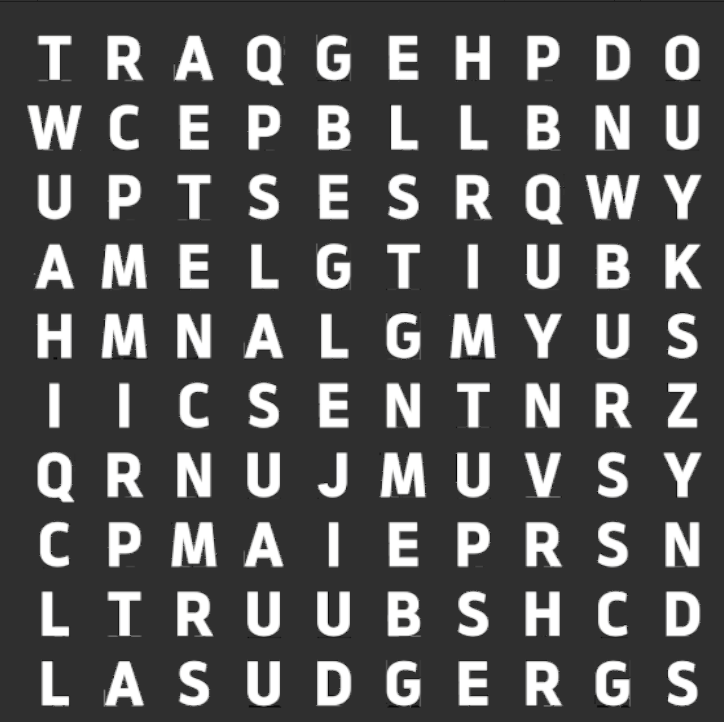 T R A Q G E H P D O
W C E P B L L B N U
U P T S E S R Q W Y
A M E L G T I U B K
H M N A L G M Y U S
I I C S E N T N R Z
Q R N U J M U V S Y
C P M A I E P R S N
L T R U U B S H C D
L A S U D G E R G S